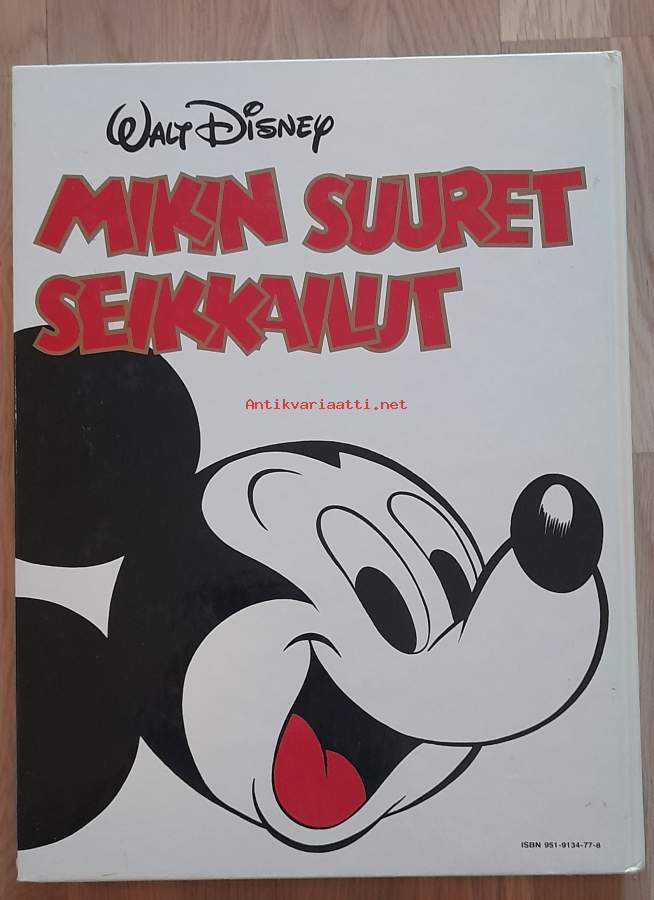 WALT DISNEY
MIKIN SUURET
SEIKKAILUT
Antikvariaatti.net
ISBN 951-9134-77-8